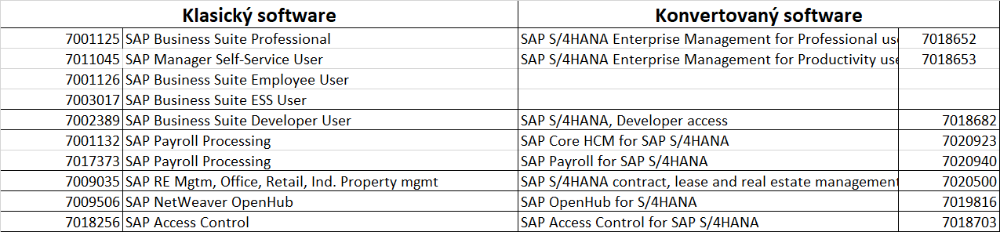 Klasický software Konvertovaný software
7001125 SAP Business Suite Professional SAP S/4HANA Enterprise Management for Professional use 7018652
7011045 SAP Manager Self-Service User SAP S/4HANA Enterprise Management for Productivity use 7018653
7001126 SAP Business Suite Employee User
7003017 SAP Business Suite ESS User
7002389 SAP Business Suite Developer User SAP S/4HANA, Developer access 7018682
7001132 SAP Payroll Processing SAP Core HCM for SAP S/4HANA 7020923
7017373 SAP Payroll Processing SAP Payroll for SAP S/4HANA 7020940
7009035 SAP RE Mgtm, Office, Retail, Ind. Property mgmt SAP S/4HANA contract, lease and real estate management 7020500
7009506 SAP NetWeaver OpenHub SAP OpenHub for S/4HANA 7019816
7018256 SAP Access Control SAP Access Control for SAP S/4HANA 7018703